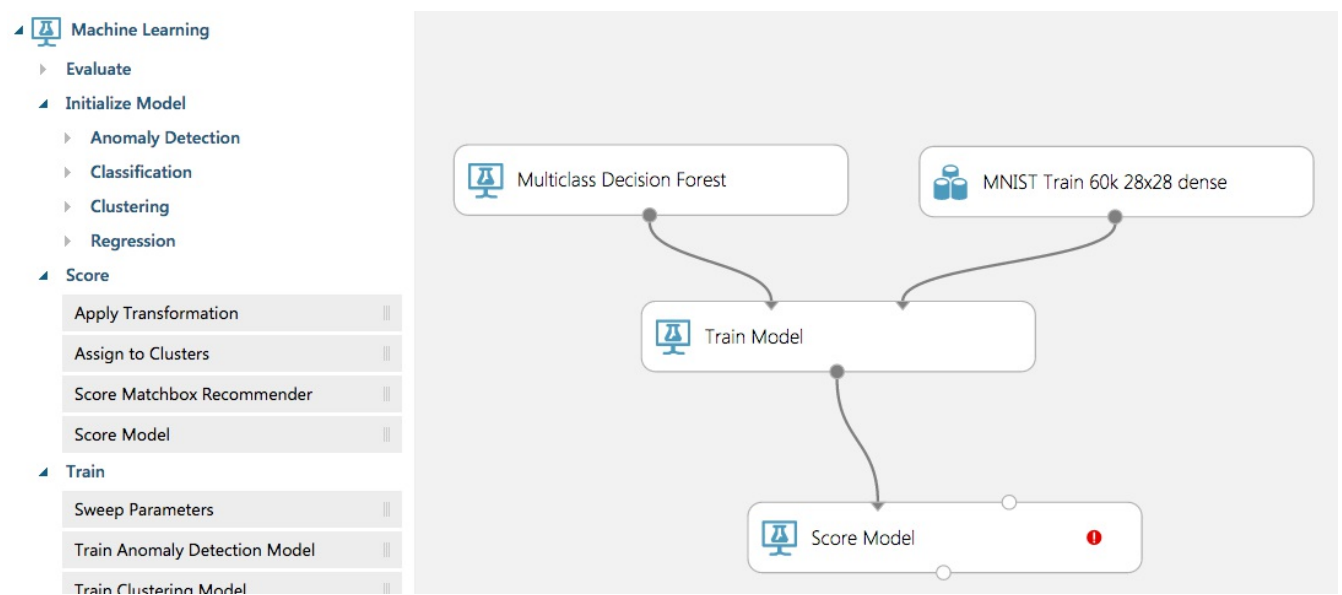 Machine Learning
Evaluate
Initialize Model
Anomaly Detection
Classification
Clustering
Regression
Score
Apply Transformation
Assign to Clusters
Score Matchbox Recommender
Score Model
Train
Sweep Parameters
Train Anomaly Detection Model
Train Clustering Model
Multiclass Decision Forest
MNIST Train 60k 28x28 dense
Train Model
Score Model